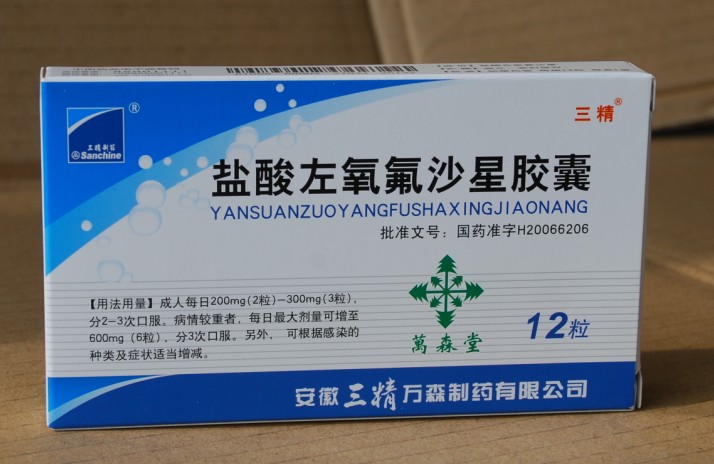 三精制药
Sanchine
®
三精®
盐酸左氧氟沙星胶囊
YANSUANZUOYANGFUSHAXINGJIAONANG
批准文号：国药准字H20066206
【用法用量】成人每日200mg(2粒)-300mg(3粒)，
分2-3次口服。病情较重者，每日最大剂量可增至
600mg(6粒)，分3次口服。另外，可根据感染的
种类及症状适当增减。
萬森堂
12粒
安徽三精万森制药有限公司